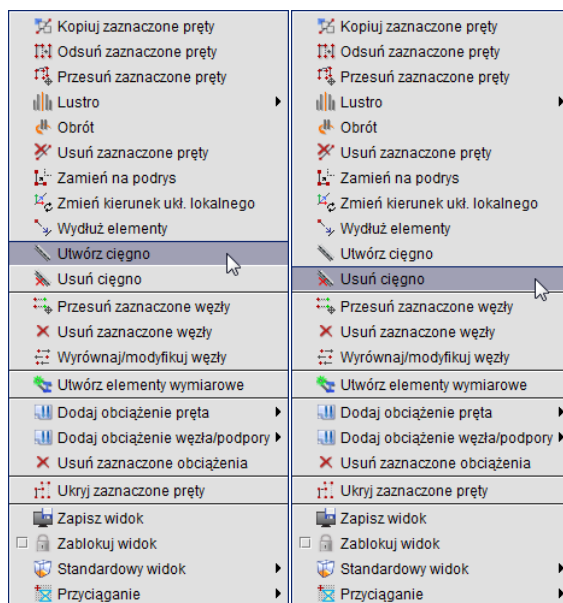 Kopiuj zaznaczone pręty
Odsuń zaznaczone pręty
Przesuń zaznaczone pręty
Lustro
Obrót
Usuń zaznaczone pręty
Zamień na podrys
Zmień kierunek ukł. lokalnego
Wydłuż elementy
Utwórz cięgno
Usuń cięgno
Przesuń zaznaczone węzły
Usuń zaznaczone węzły
Wyrównaj/modyfikuj węzły
Utwórz elementy wymiarowe
Dodaj obciążenie pręta
Dodaj obciążenie węzła/podpory
Usuń zaznaczone obciążenia
Ukryj zaznaczone pręty
Zapisz widok
Zablokuj widok
Standardowy widok
Przyciąganie
Kopiuj zaznaczone pręty
Odsuń zaznaczone pręty
Przesuń zaznaczone pręty
Lustro
Obrót
Usuń zaznaczone pręty
Zamień na podrys
Zmień kierunek ukł. lokalnego
Wydłuż elementy
Utwórz cięgno
Usuń cięgno
Przesuń zaznaczone węzły
Usuń zaznaczone węzły
Wyrównaj/modyfikuj węzły
Utwórz elementy wymiarowe
Dodaj obciążenie pręta
Dodaj obciążenie węzła/podpory
Usuń zaznaczone obciążenia
Ukryj zaznaczone pręty
Zapisz widok
Zablokuj widok
Standardowy widok
Przyciąganie